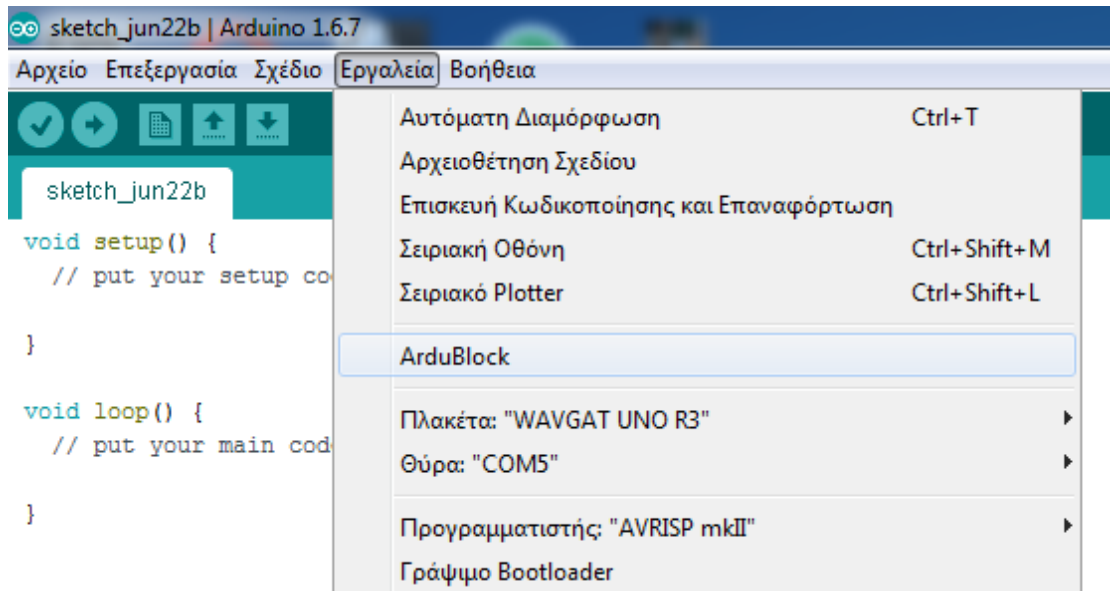 sketch_jun22b | Arduino 1.6.7
Αρχείο Επεξεργασία Σχέδιο Εργαλεία Βοήθεια
sketch_jun22b
void setup() {
// put your setup co
}
void loop() {
// put your main cod
}
Αυτόματη Διαμόρφωση Ctrl+T
Αρχειοθέτηση Σχεδίου
Επισκευή Κωδικοποίησης και Επαναφόρτωση
Σειριακή Οθόνη Ctrl+Shift+M
Σειριακό Plotter Ctrl+Shift+L
ArduBlock
Πλακέτα: "WAVGAT UNO R3"
Θύρα: "COM5"
Προγραμματιστής: "AVRISP mkII"
Γράψιμο Bootloader